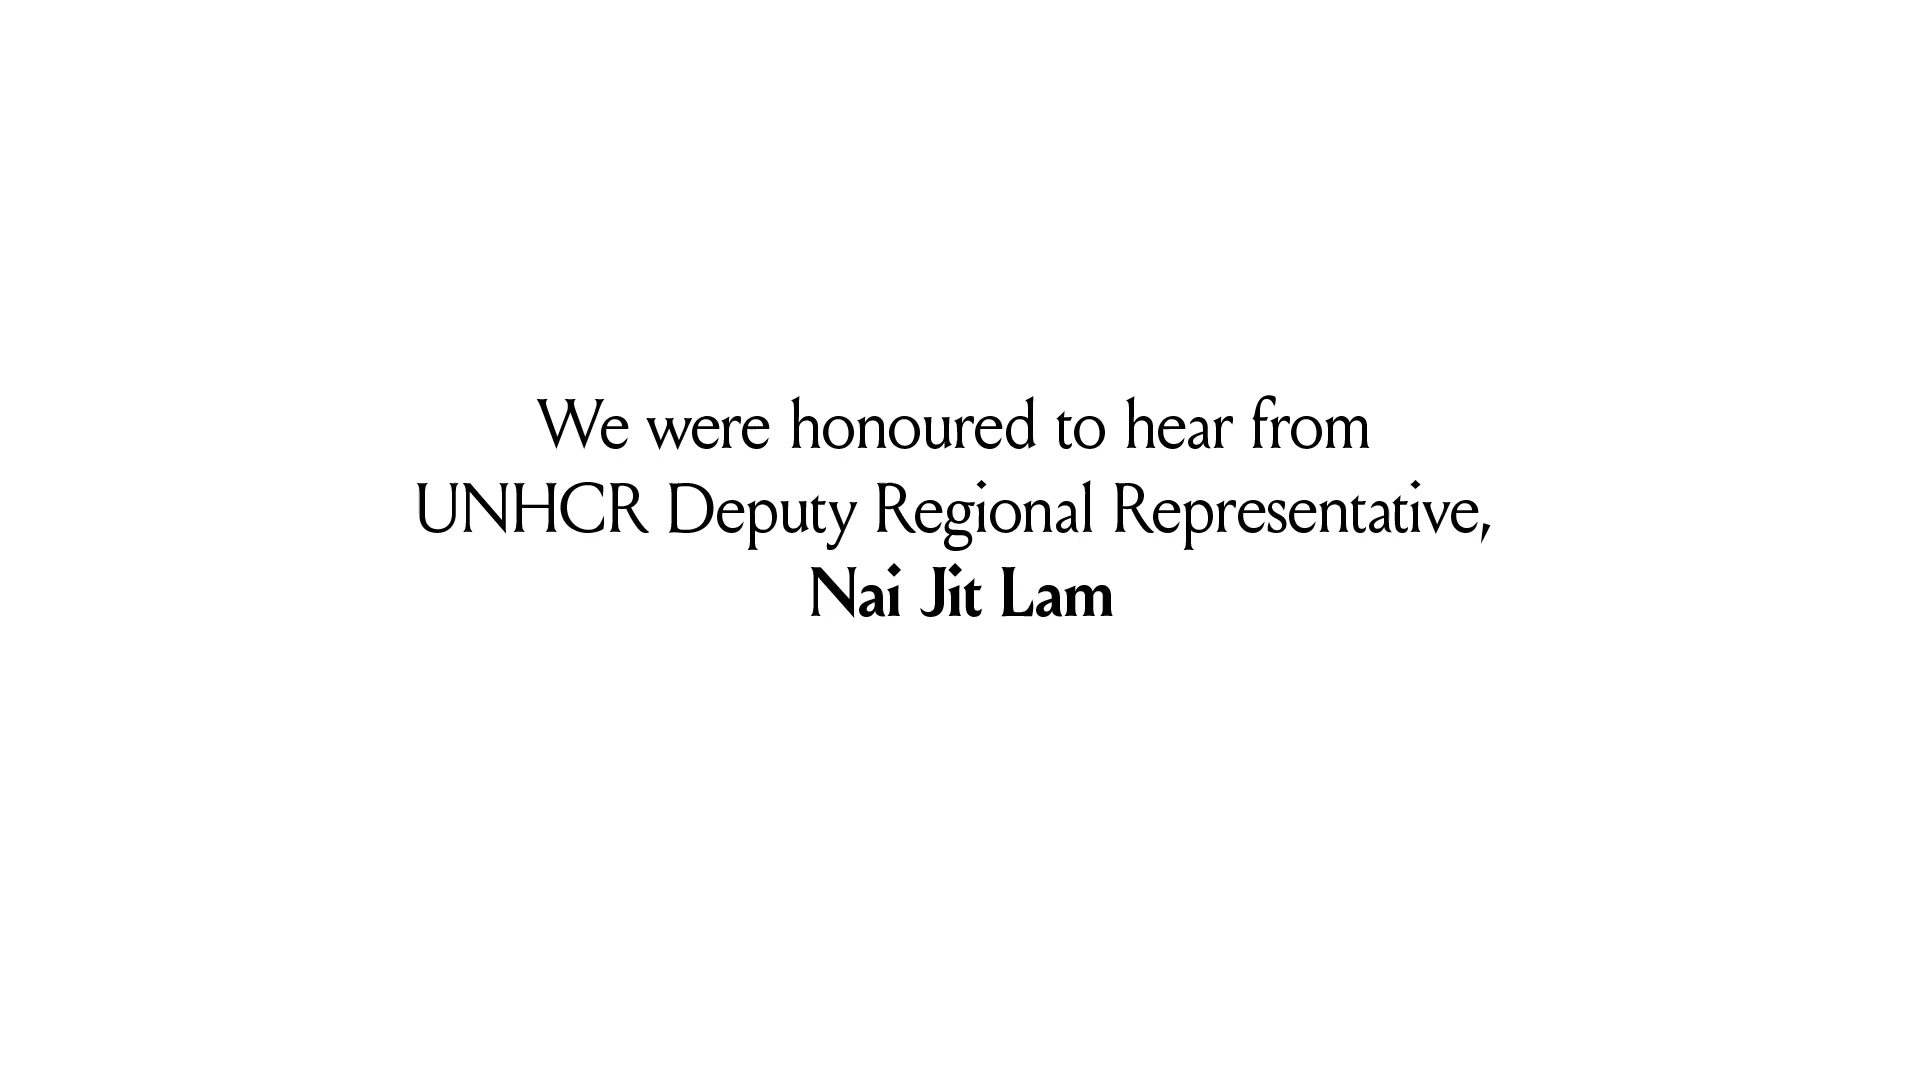 We were honoured to hear from
UNHCR Deputy Regional Representative,
Nai Jit Lam